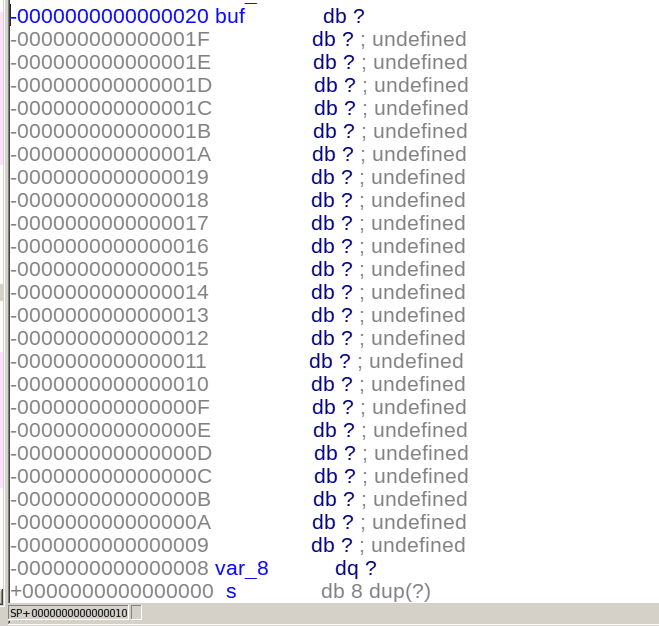 -0000000000000020 buf db ?
-000000000000001F db ? ; undefined
-000000000000001E db ? ; undefined
-000000000000001D db ? ; undefined
-000000000000001C db ? ; undefined
-000000000000001B db ? ; undefined
-000000000000001A db ? ; undefined
-0000000000000019 db ? ; undefined
-0000000000000018 db ? ; undefined
-0000000000000017 db ? ; undefined
-0000000000000016 db ? ; undefined
-0000000000000015 db ? ; undefined
-0000000000000014 db ? ; undefined
-0000000000000013 db ? ; undefined
-0000000000000012 db ? ; undefined
-0000000000000011 db ? ; undefined
-0000000000000010 db ? ; undefined
-000000000000000F db ? ; undefined
-000000000000000E db ? ; undefined
-000000000000000D db ? ; undefined
-000000000000000C db ? ; undefined
-000000000000000B db ? ; undefined
-000000000000000A db ? ; undefined
-0000000000000009 db ? ; undefined
-0000000000000008 var_8 dq ?
+0000000000000000 s db 8 dup(?)
SP+0000000000000010